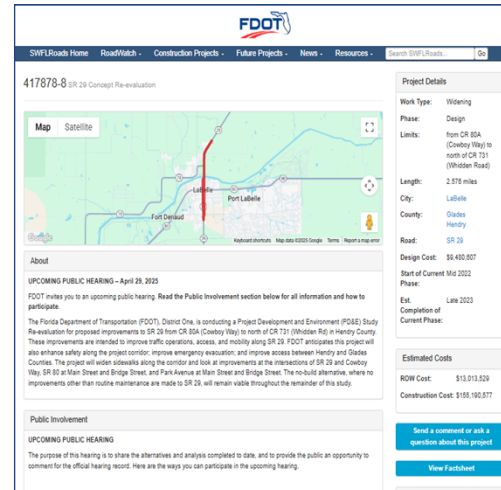 FDOT
SWFLRoads Home RoadWatch - Construction Projects - Future Projects - News - Resources - Search SWFLRoads... Go
417878-8 SR 29 Concept Re-evaluation
Map Satellite
LaBelle
Port LaBelle
Fort Denaud
Google
Keyboard shortcuts Map data ©2025 Google Terms Report a map error
About
UPCOMING PUBLIC HEARING – April 29, 2025
FDOT invites you to an upcoming public hearing. Read the Public Involvement section below for all information and how to
participate.
The Florida Department of Transportation (FDOT), District One, is conducting a Project Development and Environment (PD&E) Study
Re-evaluation for proposed improvements to SR 29 from CR 80A (Cowboy Way) to north of CR 731 (Whidden Rd) in Hendry County.
These improvements are intended to improve traffic operations, access, and mobility along SR 29. FDOT anticipates this project will
also enhance safety along the project corridor; improve emergency evacuation; and improve access between Hendry and Glades
Counties. The project will widen sidewalks along the corridor and look at improvements at the intersections of SR 29 and Cowboy
Way, SR 80 at Main Street and Bridge Street, and Park Avenue at Main Street and Bridge Street. The no-build alternative, where no
improvements other than routine maintenance are made to SR 29, will remain viable throughout the remainder of this study.
Public Involvement
UPCOMING PUBLIC HEARING
The purpose of this hearing is to share the alternatives and analysis completed to date, and to provide the public an opportunity to
comment for the official hearing record. Here are the ways you can participate in the upcoming hearing.
Project Details
Work Type: Widening
Phase: Design
Limits: from CR 80A
(Cowboy Way) to
north of CR 731
(Whidden Road)
Length: 2.576 miles
City: LaBelle
County: Glades
Hendry
Road: SR 29
Design Cost: $9,480,607
Start of Current Mid 2022
Phase:
Est. Late 2023
Completion of
Current Phase:
Estimated Costs
ROW Cost: $13,013,529
Construction Cost: $155,190,577
Send a comment or ask a
question about this project
View Factsheet